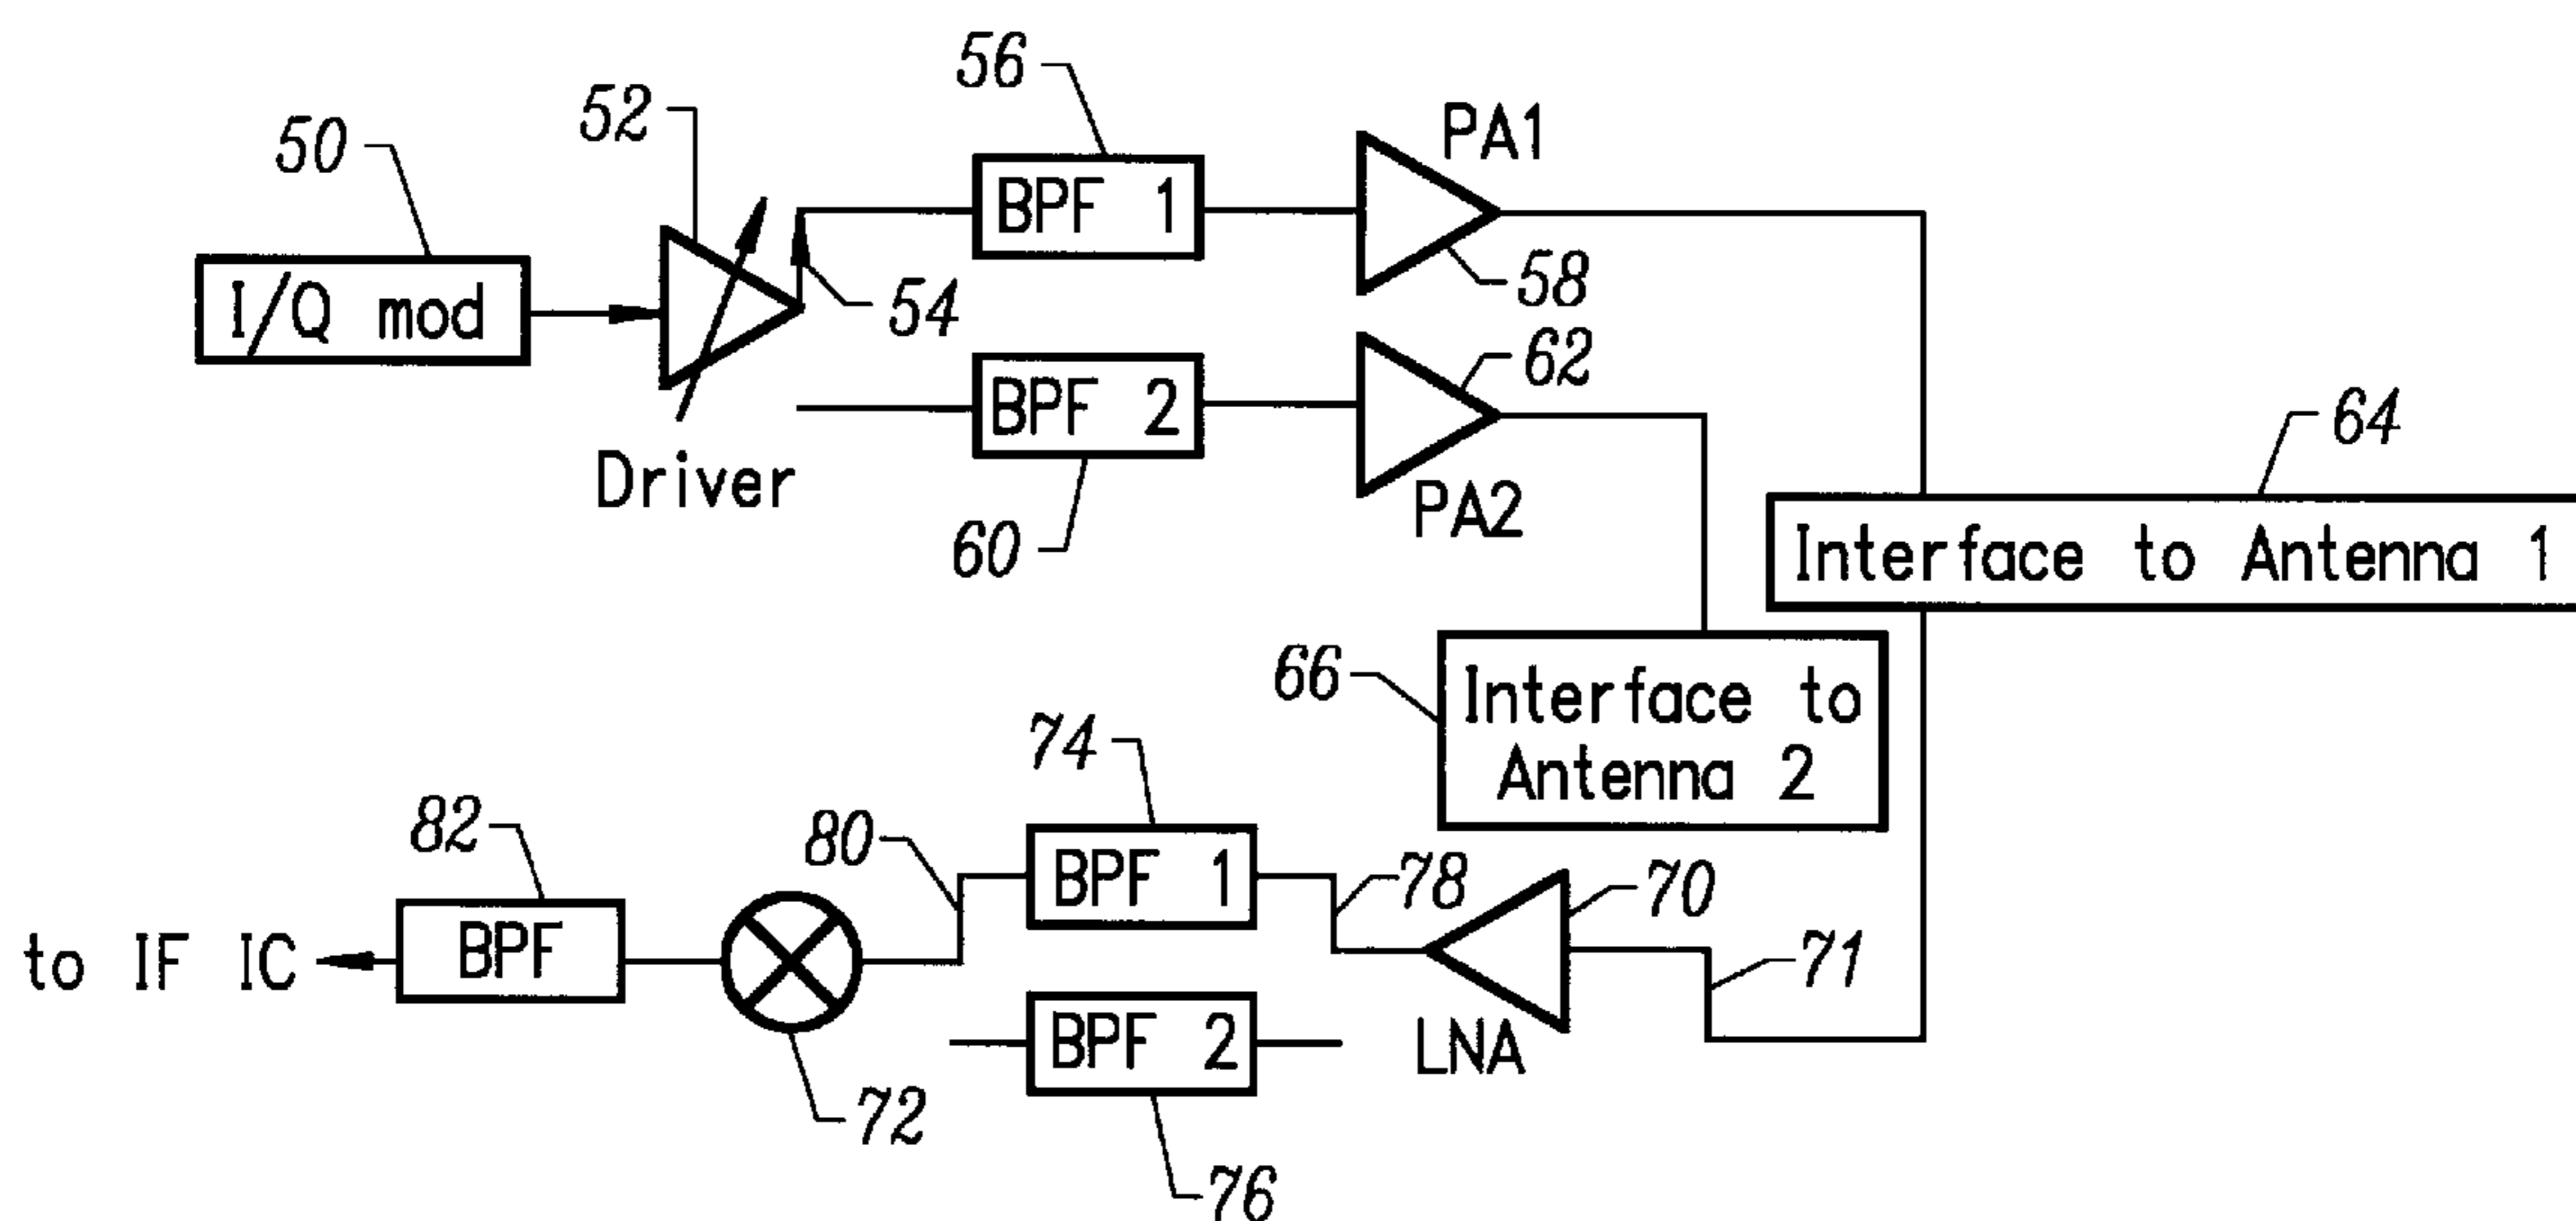 56
PA1
52
50
BPF 1
58
54
I/Q mod
62
64
BPF 2
Driver
PA2
Interface to Antenna 1
60
66
Interface to
Antenna 2
74
82
80
78
70
BPF 1
71
to IF IC
BPF
BPF 2
LNA
72
76